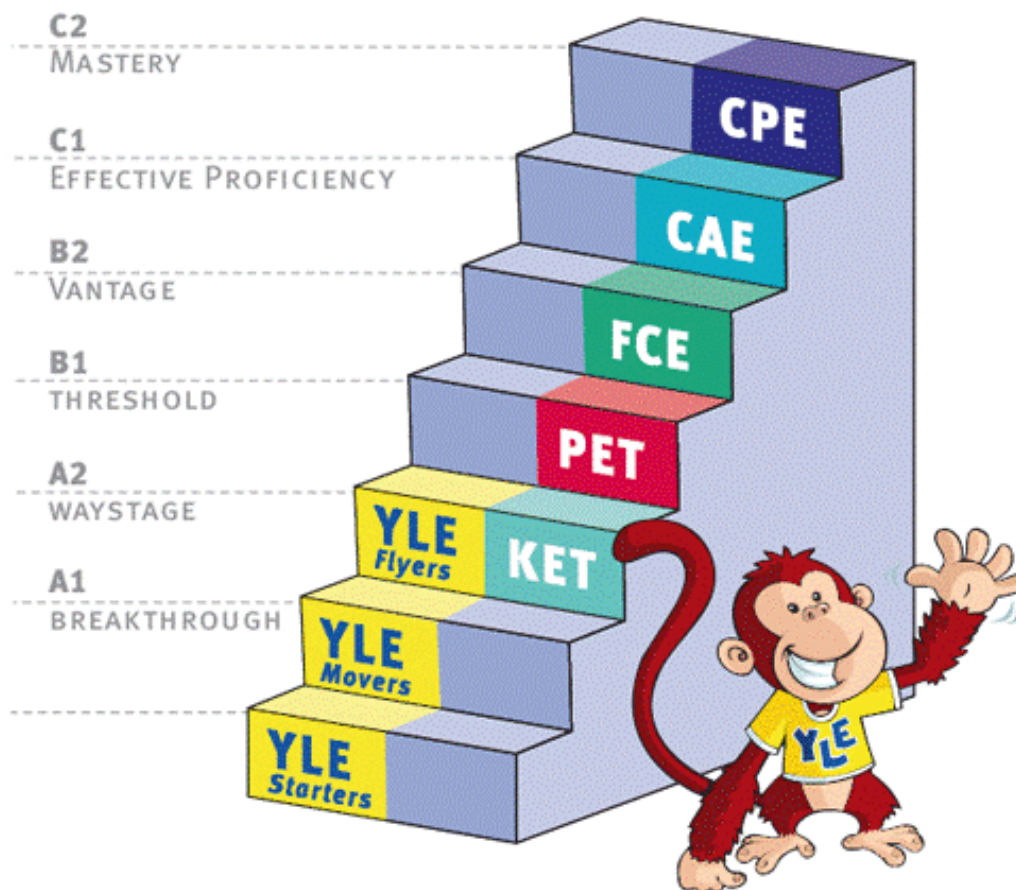 C2
MASTERY
C1
EFFECTIVE PROFICIENCY
B2
VANTAGE
B1
THRESHOLD
A2
WAYSTAGE
A1
BREAKTHROUGH
CPE
CAE
FCE
PET
YLE
Flyers
KET
YLE
Movers
YLE
Starters
YLE